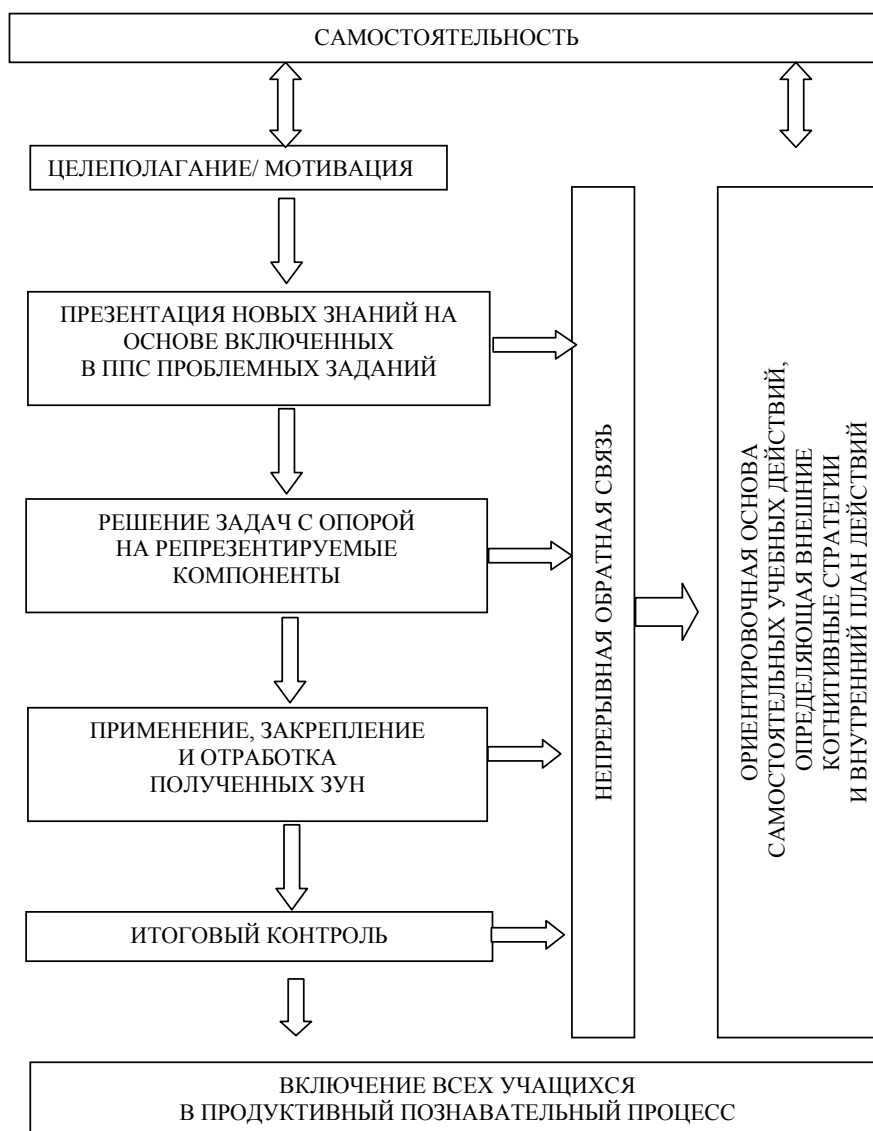 САМОСТОЯТЕЛЬНОСТЬ
ЦЕЛЕПОЛАГАНИЕ/ МОТИВАЦИЯ
ПРЕЗЕНТАЦИЯ НОВЫХ ЗНАНИЙ НА
ОСНОВЕ ВКЛЮЧЕННЫХ
В ППС ПРОБЛЕМНЫХ ЗАДАНИЙ
РЕШЕНИЕ ЗАДАЧ С ОПОРОЙ
НА РЕПРЕЗЕНТИРУЕМЫЕ
КОМПОНЕНТЫ
ПРИМЕНЕНИЕ, ЗАКРЕПЛЕНИЕ
И ОТРАБОТКА
ПОЛУЧЕННЫХ ЗУН
ИТОГОВЫЙ КОНТРОЛЬ
НЕПРЕРЫВНАЯ ОБРАТНАЯ СВЯЗЬ
ОРИЕНТИРОВОЧНАЯ ОСНОВА
САМОСТОЯТЕЛЬНЫХ УЧЕБНЫХ ДЕЙСТВИЙ,
ОПРЕДЕЛЯЮЩАЯ ВНЕШНИЕ
КОГНИТИВНЫЕ СТРАТЕГИИ
И ВНУТРЕННИЙ ПЛАН ДЕЙСТВИЙ
ВКЛЮЧЕНИЕ ВСЕХ УЧАЩИХСЯ
В ПРОДУКТИВНЫЙ ПОЗНАВАТЕЛЬНЫЙ ПРОЦЕСС